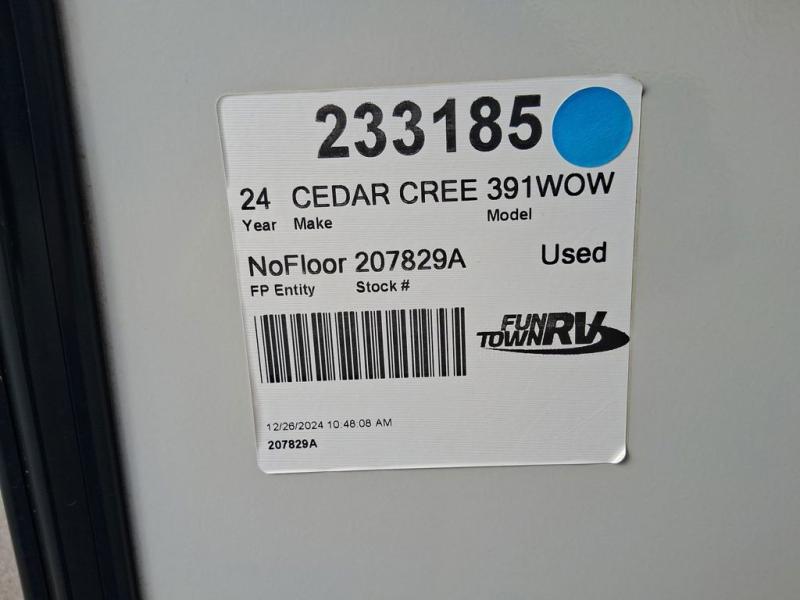 233185
24 CEDAR CREE 391WOW
Year Make Model
NoFloor 207829A Used
FP Entity Stock #
FUN TOWN RV
12/26/2024 10:48:08 AM
207829A